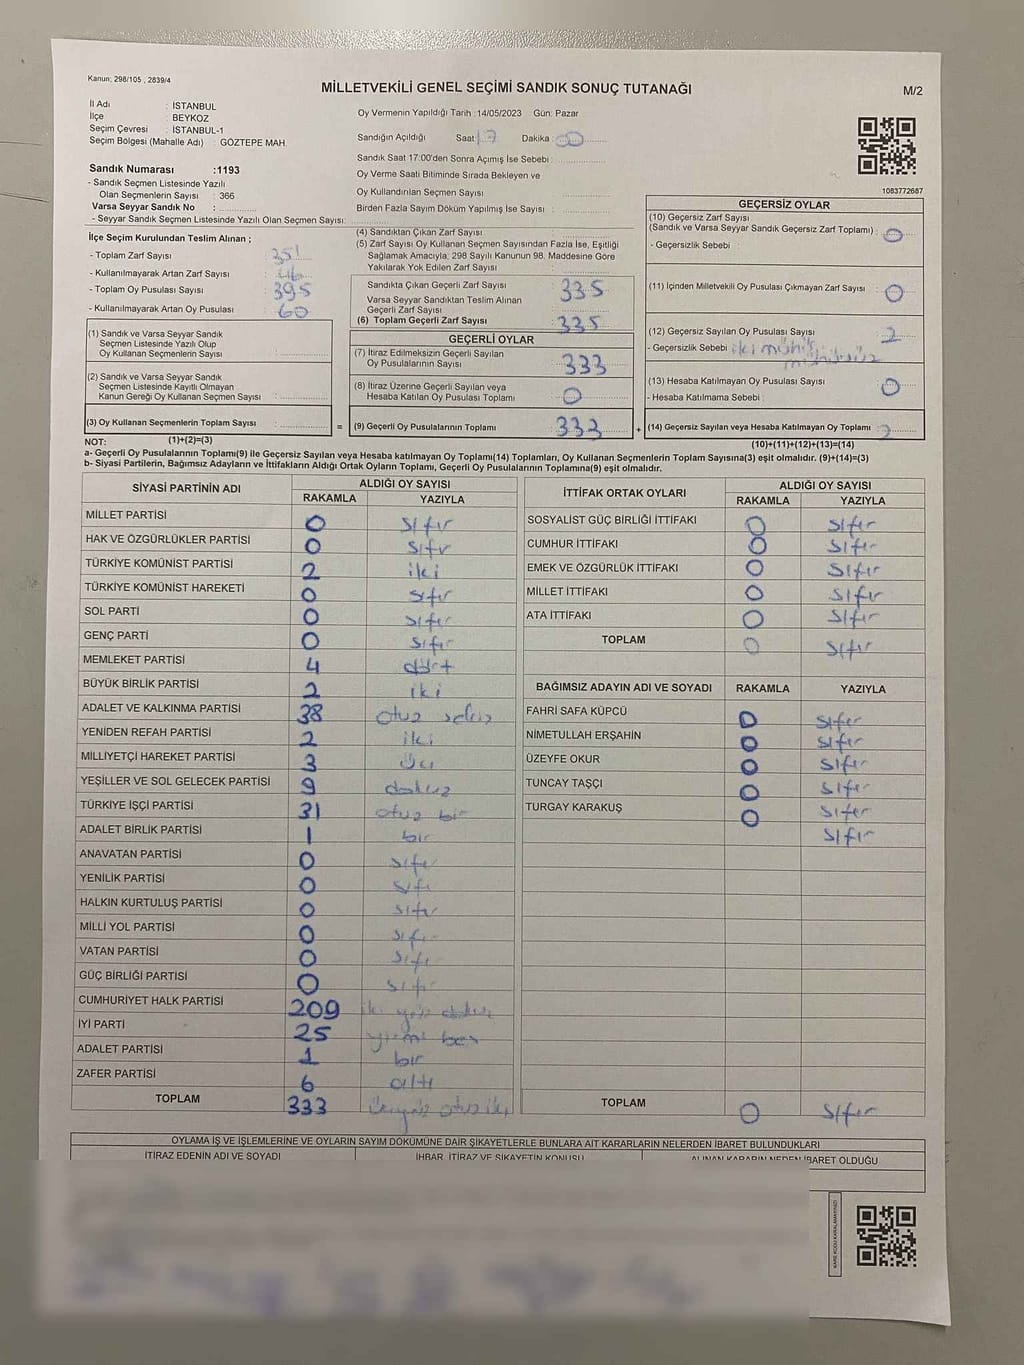 Kanun; 298/105 , 2839/4
MİLLETVEKİLİ GENEL SEÇİMİ SANDIK SONUÇ TUTANAĞI
M/2
İl Adı : İSTANBUL
İlçe : BEYKOZ
Seçim Çevresi : İSTANBUL-1
Seçim Bölgesi (Mahalle Adı) : GÖZTEPE MAH.
Oy Vermenin Yapıldığı Tarih :14/05/2023 Gün: Pazar
Sandığın Açıldığı Saat 17 Dakika : 00
Sandık Saat 17:00'den Sonra Açımış İse Sebebi :
Oy Verme Saati Bitiminde Sırada Bekleyen ve
Oy Kullandırılan Seçmen Sayısı :
Birden Fazla Sayım Döküm Yapılmış İse Sayısı :
1083772687
Sandık Numarası :1193
- Sandık Seçmen Listesinde Yazılı
Olan Seçmenlerin Sayısı : 366
Varsa Seyyar Sandık No :
- Seyyar Sandık Seçmen Listesinde Yazılı Olan Seçmen Sayısı:
İlçe Seçim Kurulundan Teslim Alınan ;
- Toplam Zarf Sayısı : 351
- Kullanılmayarak Artan Zarf Sayısı :
- Toplam Oy Pusulası Sayısı : 395
- Kullanılmayarak Artan Oy Pusulası : 60
(1) Sandık ve Varsa Seyyar Sandık
Seçmen Listesinde Yazılı Olup
Oy Kullanan Seçmenlerin Sayısı :
(2) Sandık ve Varsa Seyyar Sandık
Seçmen Listesinde Kayıtlı Olmayan
Kanun Gereği Oy Kullanan Seçmen Sayısı :
(3) Oy Kullanan Seçmenlerin Toplam Sayısı :
(1)+(2)=(3)
(4) Sandıktan Çıkan Zarf Sayısı :
(5) Zarf Sayısı Oy Kullanan Seçmen Sayısından Fazla İse, Eşitliği
Sağlamak Amacıyla; 298 Sayılı Kanunun 98. Maddesine Göre
Yakılarak Yok Edilen Zarf Sayısı :
Sandıkta Çıkan Geçerli Zarf Sayısı : 335
Varsa Seyyar Sandıktan Teslim Alınan
Geçerli Zarf Sayısı :
(6) Toplam Geçerli Zarf Sayısı : 335
GEÇERLİ OYLAR
(7) İtiraz Edilmeksizin Geçerli Sayılan
Oy Pusulalarının Sayısı : 333
(8) İtiraz Üzerine Geçerli Sayılan veya
Hesaba Katılan Oy Pusulası Toplamı : 0
= (9) Geçerli Oy Pusulalarının Toplamı : 333
GEÇERSİZ OYLAR
(10) Geçersiz Zarf Sayısı
(Sandık ve Varsa Seyyar Sandık Geçersiz Zarf Toplamı) : 0
- Geçersizlik Sebebi :
(11) İçinden Milletvekili Oy Pusulası Çıkmayan Zarf Sayısı : 0
(12) Geçersiz Sayılan Oy Pusulası Sayısı : 2
- Geçersizlik Sebebi : iki
(13) Hesaba Katılmayan Oy Pusulası Sayısı : 0
- Hesaba Katılmama Sebebi :
+ (14) Geçersiz Sayılan veya Hesaba Katılmayan Oy Toplamı : 2
(10)+(11)+(12)+(13)=(14)
NOT:
a- Geçerli Oy Pusulalarının Toplamı(9) ile Geçersiz Sayılan veya Hesaba katılmayan Oy Toplamı(14) Toplamları, Oy Kullanan Seçmenlerin Toplam Sayısına(3) eşit olmalıdır. (9)+(14)=(3)
b- Siyasi Partilerin, Bağımsız Adayların ve İttifakların Aldığı Ortak Oyların Toplamı, Geçerli Oy Pusulalarının Toplamına(9) eşit olmalıdır.
SİYASİ PARTİNİN ADI ALDIĞI OY SAYISI
RAKAMLA YAZIYLA
MİLLET PARTİSİ 0 sıfır
HAK VE ÖZGÜRLÜKLER PARTİSİ 0 sıfır
TÜRKİYE KOMÜNİST PARTİSİ 2 iki
TÜRKİYE KOMÜNİST HAREKETİ 0 sıfır
SOL PARTİ 0 sıfır
GENÇ PARTİ 0 sıfır
MEMLEKET PARTİSİ 4 dört
BÜYÜK BİRLİK PARTİSİ 2 iki
ADALET VE KALKINMA PARTİSİ 38 otuz sekiz
YENİDEN REFAH PARTİSİ 2 iki
MİLLİYETÇİ HAREKET PARTİSİ 3 üç
YEŞİLLER VE SOL GELECEK PARTİSİ 9 dokuz
TÜRKİYE İŞÇİ PARTİSİ 31 otuz bir
ADALET BİRLİK PARTİSİ 1 bir
ANAVATAN PARTİSİ 0 sıfır
YENİLİK PARTİSİ 0 sıfır
HALKIN KURTULUŞ PARTİSİ 0 sıfır
MİLLİ YOL PARTİSİ 0 sıfır
VATAN PARTİSİ 0 sıfır
GÜÇ BİRLİĞİ PARTİSİ 0 sıfır
CUMHURİYET HALK PARTİSİ 209 iki yüz dokuz
İYİ PARTİ 25 yirmi beş
ADALET PARTİSİ 1 bir
ZAFER PARTİSİ 6 altı
TOPLAM 333
İTTİFAK ORTAK OYLARI ALDIĞI OY SAYISI
RAKAMLA YAZIYLA
SOSYALİST GÜÇ BİRLİĞİ İTTİFAKI 0 sıfır
CUMHUR İTTİFAKI 0 sıfır
EMEK VE ÖZGÜRLÜK İTTİFAKI 0 sıfır
MİLLET İTTİFAKI 0 sıfır
ATA İTTİFAKI 0 sıfır
TOPLAM 0 sıfır
BAĞIMSIZ ADAYIN ADI VE SOYADI RAKAMLA YAZIYLA
FAHRİ SAFA KÜPCÜ 0 sıfır
NİMETULLAH ERŞAHİN 0 sıfır
ÜZEYFE OKUR 0 sıfır
TUNCAY TAŞÇI 0 sıfır
TURGAY KARAKUŞ 0 sıfır
sıfır
TOPLAM 0 sıfır
OYLAMA İŞ VE İŞLEMLERİNE VE OYLARIN SAYIM DÖKÜMÜNE DAİR ŞİKAYETLERLE BUNLARA AİT KARARLARIN NELERDEN İBARET BULUNDUKLARI
İTİRAZ EDENİN ADI VE SOYADI İHBAR, İTİRAZ VE ŞİKAYETİN KONUSU ALINAN KARARIN NEDEN İBARET OLDUĞU
KARE KODU KARALAMAYINIZ!